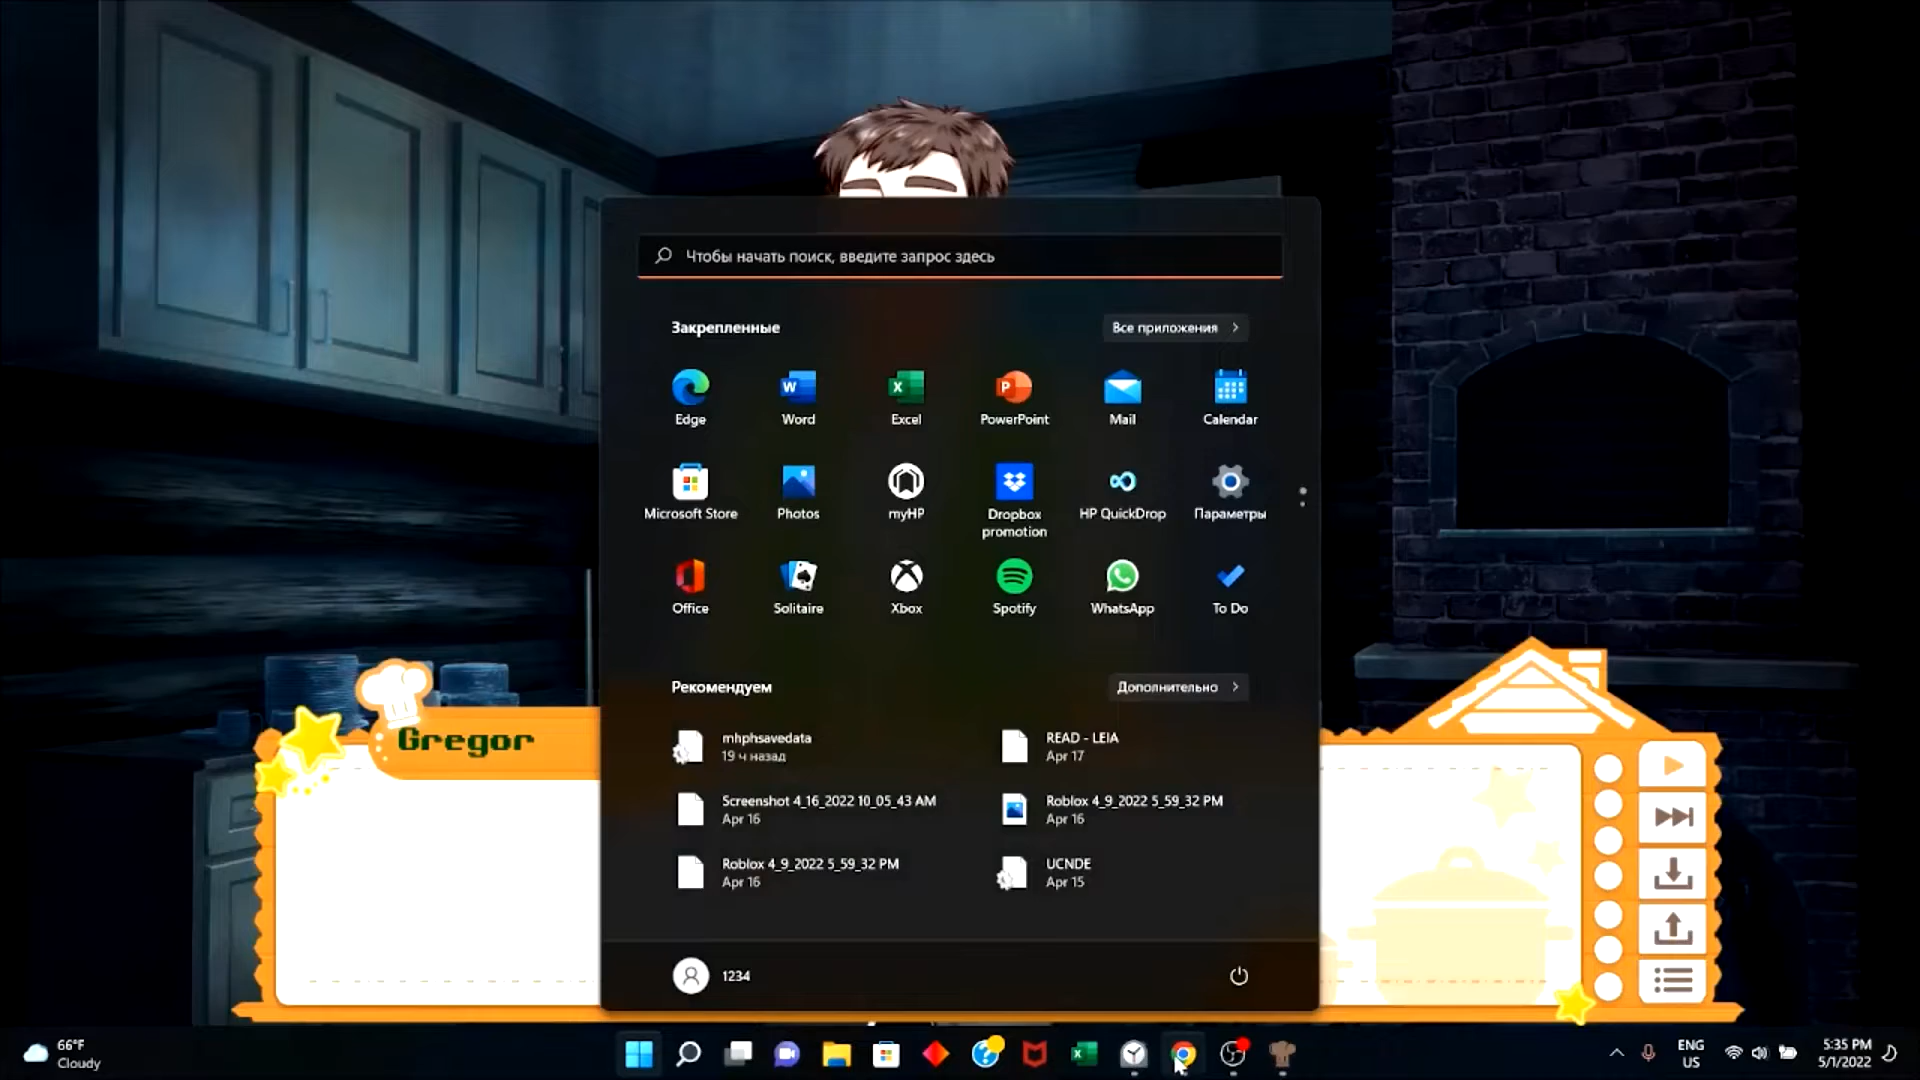 Чтобы начать поиск, введите запрос здесь
Закрепленные
Все приложения
Edge
Word
Excel
PowerPoint
Mail
Calendar
Microsoft Store
Photos
myHP
Dropbox
promotion
HP QuickDrop
Параметры
Office
Solitaire
Xbox
Spotify
WhatsApp
To Do
Рекомендуем
Дополнительно
mhphsavedata
19 ч назад
READ - LEIA
Apr 17
Screenshot 4_16_2022 10_05_43 AM
Apr 16
Roblox 4_9_2022 5_59_32 PM
Apr 16
Roblox 4_9_2022 5_59_32 PM
Apr 16
UCNDE
Apr 15
Gregor
1234
66°F
Cloudy
ENG
US
5:35 PM
5/1/2022